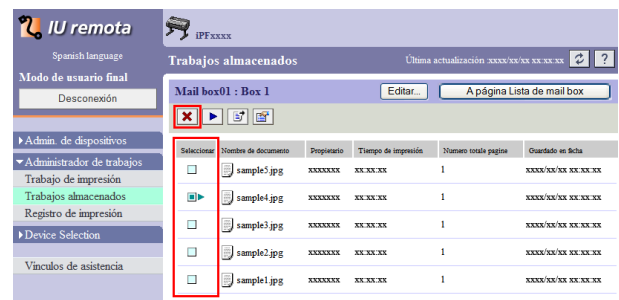 IU remota
Spanish language
Modo de usuario final
Desconexión
Admin. de dispositivos
Administrador de trabajos
Trabajo de impresión
Trabajos almacenados
Registro de impresión
Device Selection
Vínculos de asistencia
iPFxxxx
Trabajos almacenados
Última actualización :xxxx/xx/xx xx:xx:xx
?
Mail box01 : Box 1
Editar...
A página Lista de mail box
Seleccionar Nombre de documento Propietario Tiempo de impresión Numero totale pagine Guardado en fecha
sample5.jpg xxxxxxx xx:xx:xx 1 xxxx/xx/xx xx:xx:xx
sample4.jpg xxxxxxx xx:xx:xx 1 xxxx/xx/xx xx:xx:xx
sample3.jpg xxxxxxx xx:xx:xx 1 xxxx/xx/xx xx:xx:xx
sample2.jpg xxxxxxx xx:xx:xx 1 xxxx/xx/xx xx:xx:xx
sample1.jpg xxxxxxx xx:xx:xx 1 xxxx/xx/xx xx:xx:xx